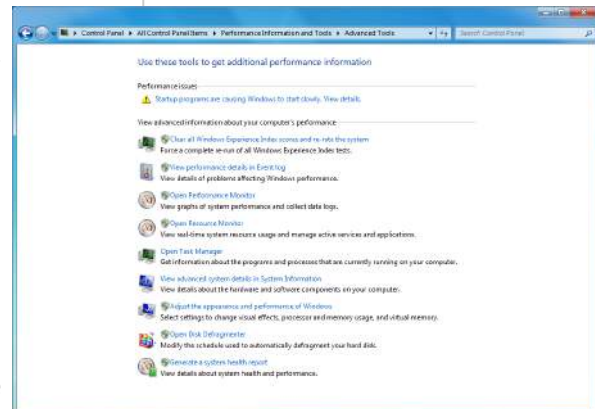 Control Panel ▸ All Control Panel Items ▸ Performance Information and Tools ▸ Advanced Tools
Search Control Panel
Use these tools to get additional performance information
Performance issues
Startup programs are causing Windows to start slowly. View details.
View advanced information about your computer's performance
Clear all Windows Experience Index scores and re-rate the system
Force a complete re-run of all Windows Experience Index tests.
View performance details in Event log
View details of problems affecting Windows performance.
Open Performance Monitor
View graphs of system performance and collect data logs.
Open Resource Monitor
View real-time system resource usage and manage active services and applications.
Open Task Manager
Get information about the programs and processes that are currently running on your computer.
View advanced system details in System Information
View details about the hardware and software components on your computer.
Adjust the appearance and performance of Windows
Select settings to change visual effects, processor and memory usage, and virtual memory.
Open Disk Defragmenter
Modify the schedule used to automatically defragment your hard disk.
Generate a system health report
View details about system health and performance.